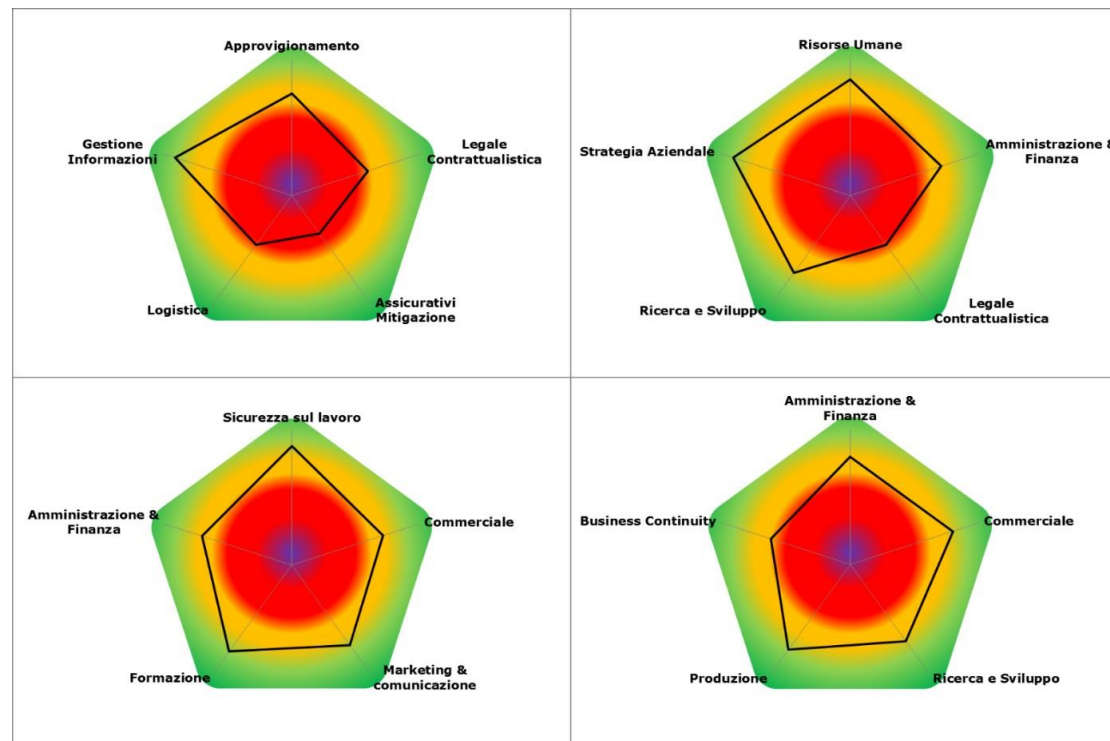 Approvigionamento
Gestione
Informazioni
Legale
Contrattualistica
Logistica
Assicurativi
Mitigazione
Risorse Umane
Strategia Aziendale
Amministrazione &
Finanza
Ricerca e Sviluppo
Legale
Contrattualistica
Sicurezza sul lavoro
Amministrazione &
Finanza
Commerciale
Formazione
Marketing &
comunicazione
Amministrazione &
Finanza
Business Continuity
Commerciale
Produzione
Ricerca e Sviluppo